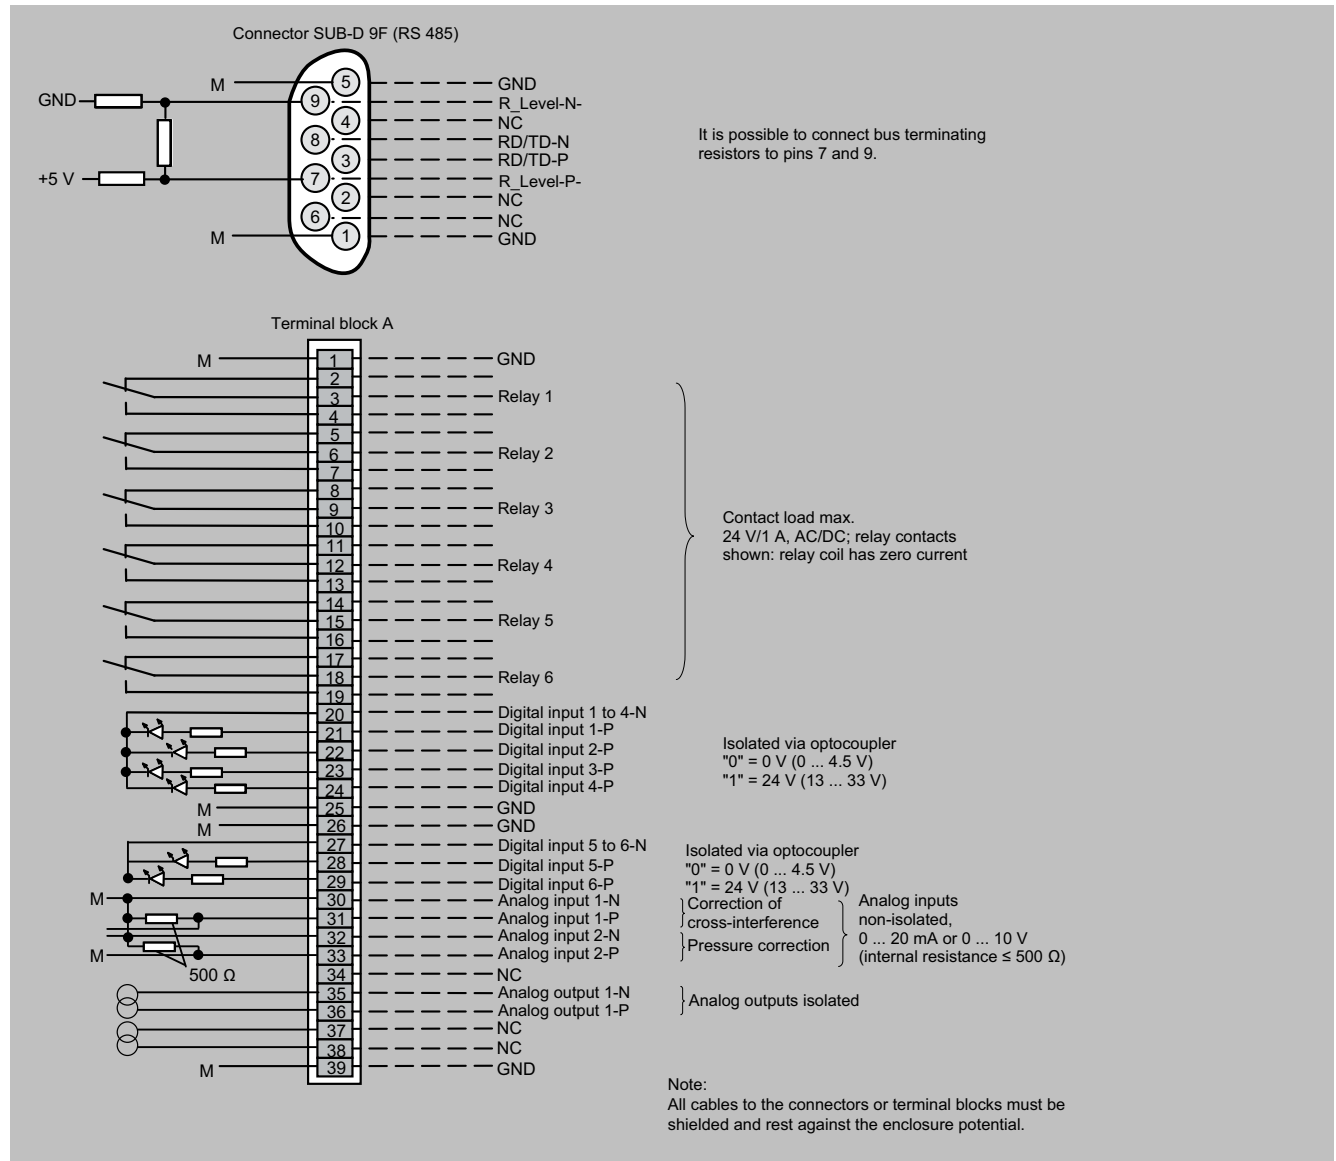 Connector SUB-D 9F (RS 485)
M 5 GND
GND 9 R_Level-N-
4 NC
8 RD/TD-N
3 RD/TD-P
+5 V 7 R_Level-P-
2 NC
6 NC
M 1 GND
It is possible to connect bus terminating
resistors to pins 7 and 9.
Terminal block A
M 1 GND
2
3 Relay 1
4
5
6 Relay 2
7
8
9 Relay 3
10
11
12 Relay 4
13
14
15 Relay 5
16
17
18 Relay 6
19
Contact load max.
24 V/1 A, AC/DC; relay contacts
shown: relay coil has zero current
20 Digital input 1 to 4-N
21 Digital input 1-P
22 Digital input 2-P
23 Digital input 3-P
24 Digital input 4-P
Isolated via optocoupler
"0" = 0 V (0 ... 4.5 V)
"1" = 24 V (13 ... 33 V)
M 25 GND
M 26 GND
27 Digital input 5 to 6-N
28 Digital input 5-P
29 Digital input 6-P
Isolated via optocoupler
"0" = 0 V (0 ... 4.5 V)
"1" = 24 V (13 ... 33 V)
M 30 Analog input 1-N
31 Analog input 1-P
32 Analog input 2-N
M 33 Analog input 2-P
500 Ω
Correction of
cross-interference
Pressure correction
Analog inputs
non-isolated,
0 ... 20 mA or 0 ... 10 V
(internal resistance ≤ 500 Ω)
34 NC
35 Analog output 1-N
36 Analog output 1-P
Analog outputs isolated
37 NC
38 NC
M 39 GND
Note:
All cables to the connectors or terminal blocks must be
shielded and rest against the enclosure potential.